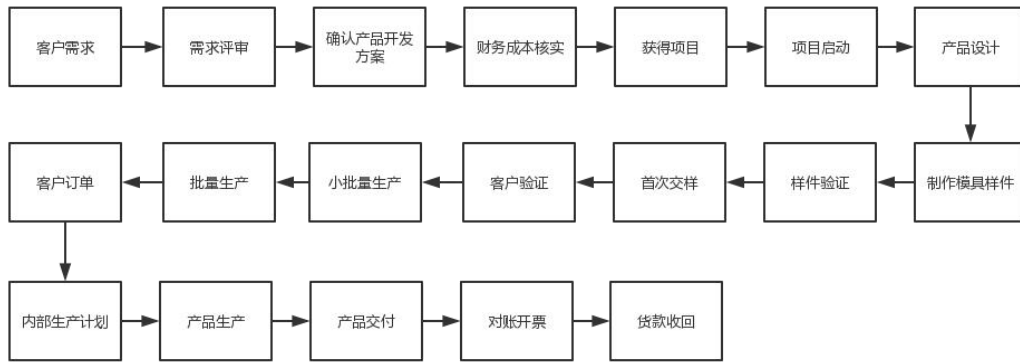 客户需求
需求评审
确认产品开发
方案
财务成本核实
获得项目
项目启动
产品设计
制作模具样件
样件验证
首次交样
客户验证
小批量生产
批量生产
客户订单
内部生产计划
产品生产
产品交付
对账开票
货款收回